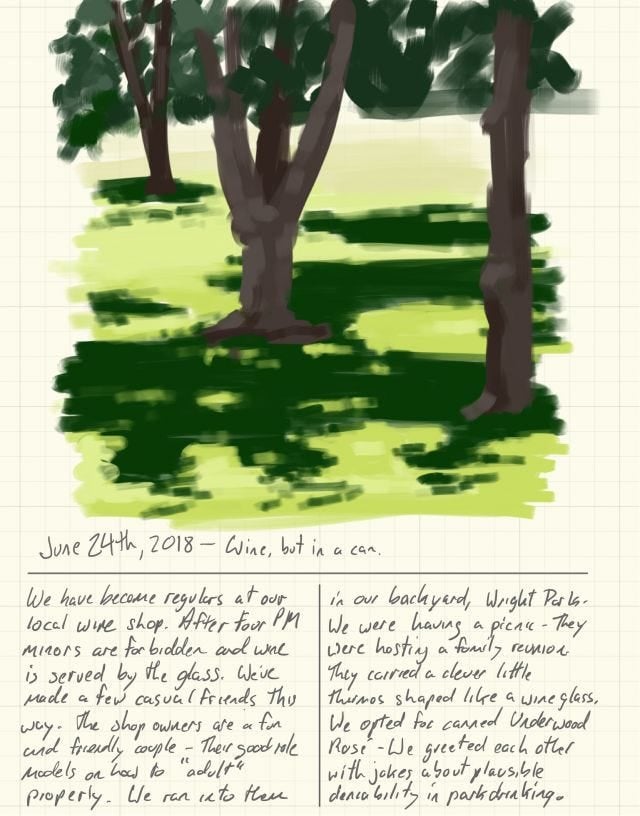 June 24th, 2018 – Wine, but in a can.
We have become regulars at our
local wine shop. After four PM
minors are forbidden and wine
is served by the glass. We've
made a few casual friends this
way. The shop owners are a fun
and friendly couple – Their good role
models on how to "adult"
properly. We ran into them
in our backyard, Wright Park.
We were having a picnic – They
were hosting a family reunion.
They carried a clever little
thermos shaped like a wine glass.
We opted for canned Underwood
Rosé – We greeted each other
with jokes about plausible
deniability in park drinking.